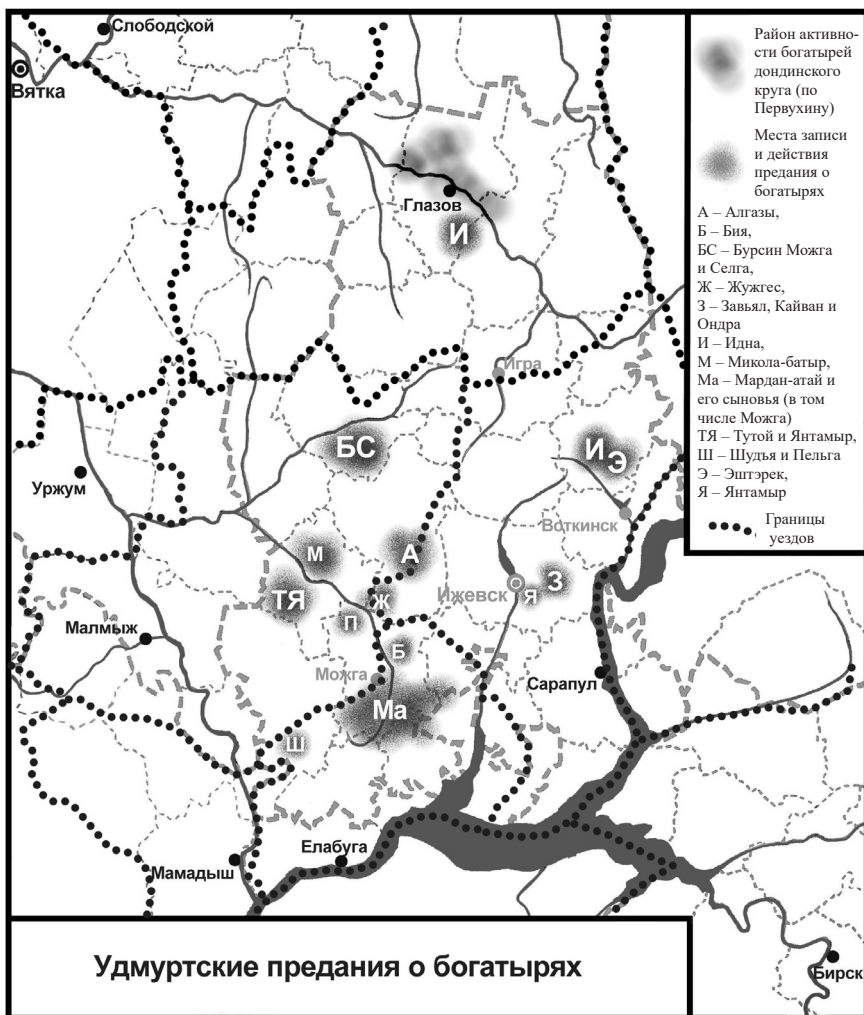 Слободской
Вятка
Глазов
И
Игра
БС
И
Э
Уржум
Воткинск
М
А
ТЯ
Ж
Ижевск
Я
З
П
Малмыж
Б
Можга
Сарапул
Ма
Ш
Елабуга
Мамадыш
Бирск
Район активно-
сти богатырей
дондинского
круга (по
Первухину)
Места записи
и действия
предания о
богатырях
А – Алгазы,
Б – Бия,
БС – Бурсин Можга
и Селга,
Ж – Жужгес,
З – Завьял, Кайван и
Ондра
И – Идна,
М – Микола-батыр,
Ма – Мардан-атай и
его сыновья (в том
числе Можга)
ТЯ – Тутой и Янтамыр,
Ш – Шудъя и Пельга
Э – Эштэрек,
Я – Янтамыр
Границы
уездов
Удмуртские предания о богатырях